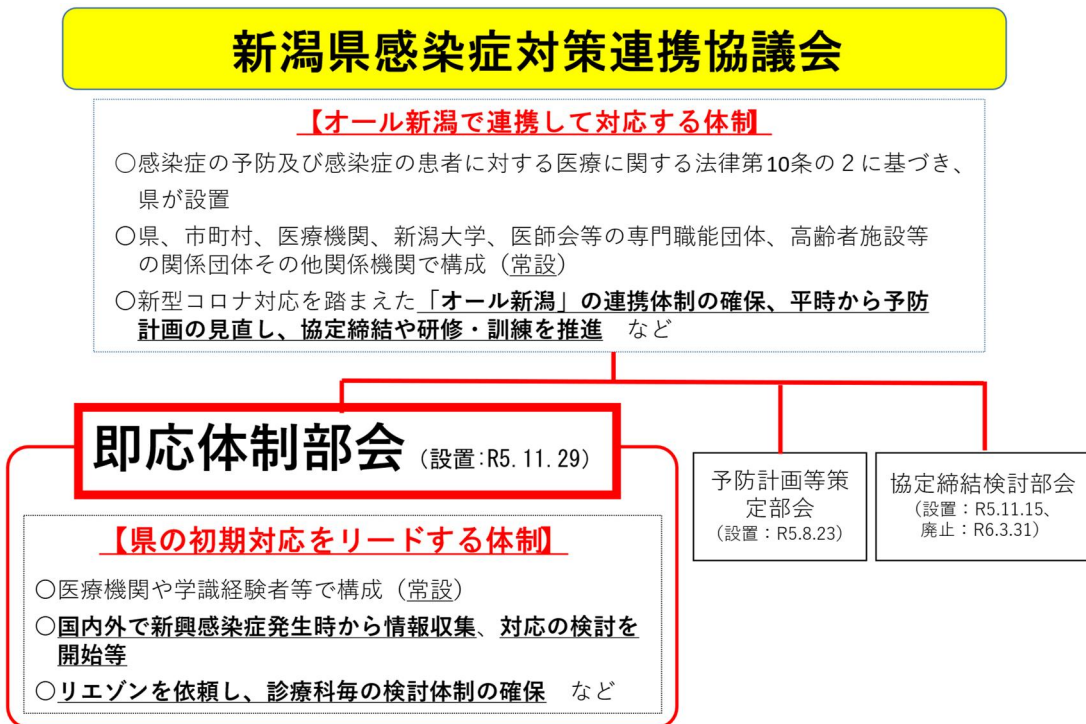 新潟県感染症対策連携協議会
【オール新潟で連携して対応する体制】
○感染症の予防及び感染症の患者に対する医療に関する法律第10条の２に基づき、
県が設置
○県、市町村、医療機関、新潟大学、医師会等の専門職能団体、高齢者施設等
の関係団体その他関係機関で構成（常設）
○新型コロナ対応を踏まえた「オール新潟」の連携体制の確保、平時から予防
計画の見直し、協定締結や研修・訓練を推進　など
即応体制部会（設置:R5.11.29）
【県の初期対応をリードする体制】
○医療機関や学識経験者等で構成（常設）
○国内外で新興感染症発生時から情報収集、対応の検討を
開始等
○リエゾンを依頼し、診療科毎の検討体制の確保　など
予防計画等策
定部会
（設置：R5.8.23）
協定締結検討部会
（設置：R5.11.15、
廃止：R6.3.31）